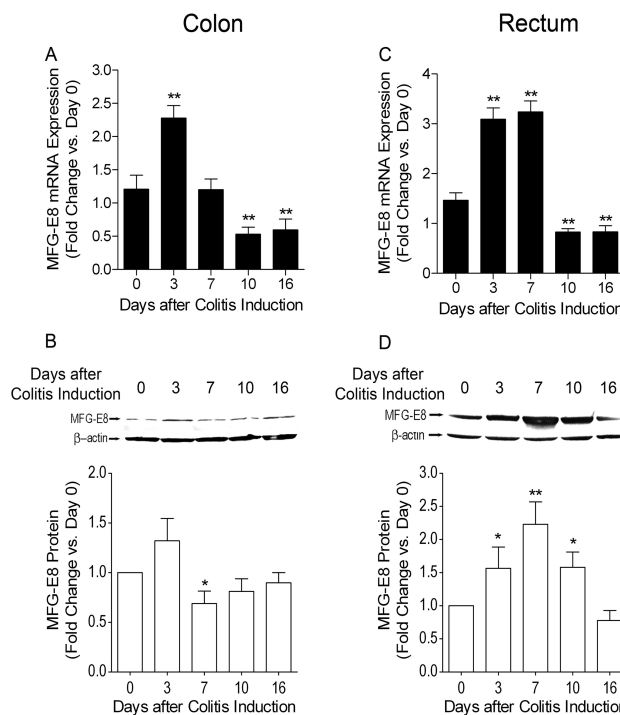 Colon
A
MFG-E8 mRNA Expression
(Fold Change vs. Day 0)
3.0
2.5
2.0
1.5
1.0
0.5
0.0
**
**
**
0 3 7 10 16
Days after Colitis Induction
B
Days after
Colitis Induction
0 3 7 10 16
MFG-E8
β-actin
MFG-E8 Protein
(Fold Change vs. Day 0)
2.0
1.5
1.0
0.5
0.0
*
0 3 7 10 16
Days after Colitis Induction
Rectum
C
MFG-E8 mRNA Expression
(Fold Change vs. Day 0)
4
3
2
1
0
**
**
**
**
0 3 7 10 16
Days after Colitis Induction
D
Days after
Colitis Induction
0 3 7 10 16
MFG-E8
β-actin
MFG-E8 Protein
(Fold Change vs. Day 0)
3.0
2.5
2.0
1.5
1.0
0.5
0.0
*
**
*
0 3 7 10 16
Days after Colitis Induction